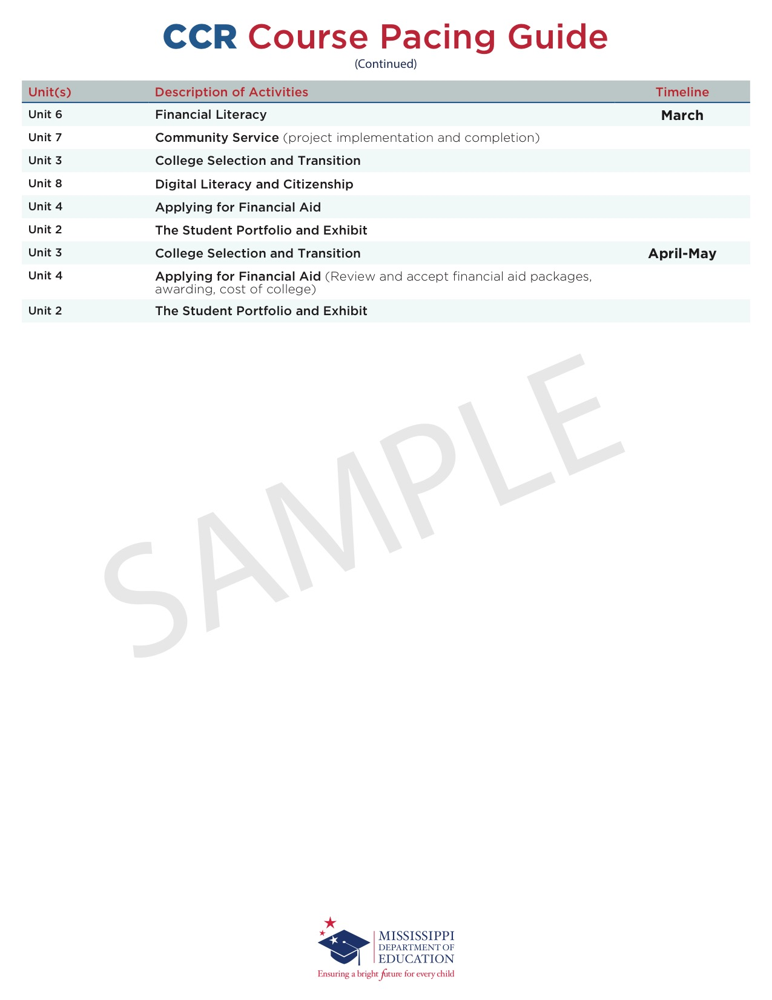 CCR Course Pacing Guide
(Continued)
Unit(s) Description of Activities Timeline
Unit 6 Financial Literacy March
Unit 7 Community Service (project implementation and completion)
Unit 3 College Selection and Transition
Unit 8 Digital Literacy and Citizenship
Unit 4 Applying for Financial Aid
Unit 2 The Student Portfolio and Exhibit
Unit 3 College Selection and Transition April-May
Unit 4 Applying for Financial Aid (Review and accept financial aid packages,
awarding, cost of college)
Unit 2 The Student Portfolio and Exhibit
SAMPLE
MISSISSIPPI
DEPARTMENT OF
EDUCATION
Ensuring a bright future for every child